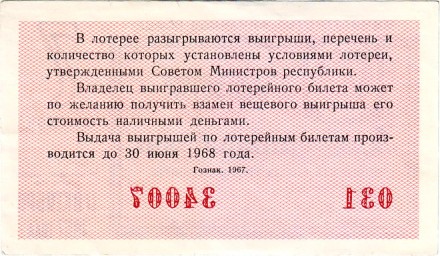 В лотерее разыгрываются выигрыши, перечень и
количество которых установлены условиями лотереи,
утвержденными Советом Министров республики.
Владелец выигравшего лотерейного билета может
по желанию получить взамен вещевого выигрыша его
стоимость наличными деньгами.
Выдача выигрышей по лотерейным билетам произ-
водится до 30 июня 1968 года.
Гознак. 1967.
34007 031